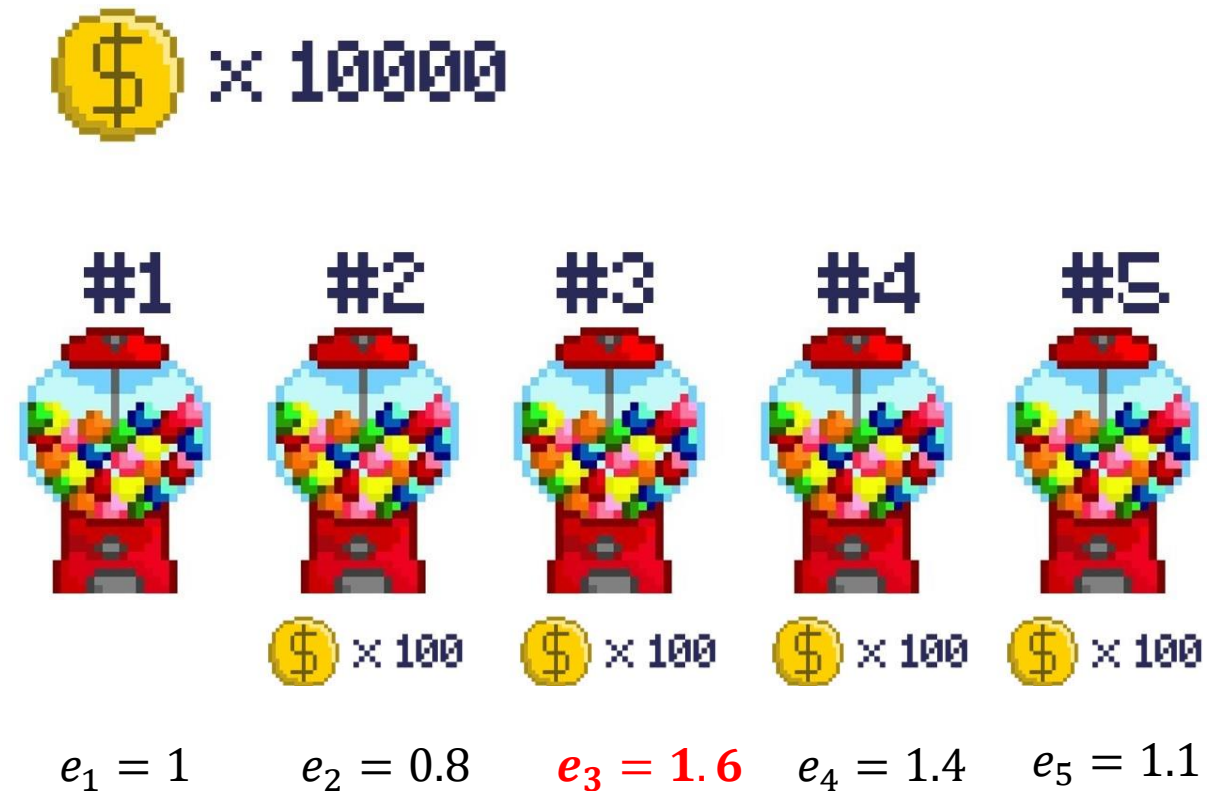 $ × 10000
#1 #2 #3 #4 #5
$ × 100 $ × 100 $ × 100 $ × 100
e₁ = 1 e₂ = 0.8 e₃ = 1.6 e₄ = 1.4 e₅ = 1.1